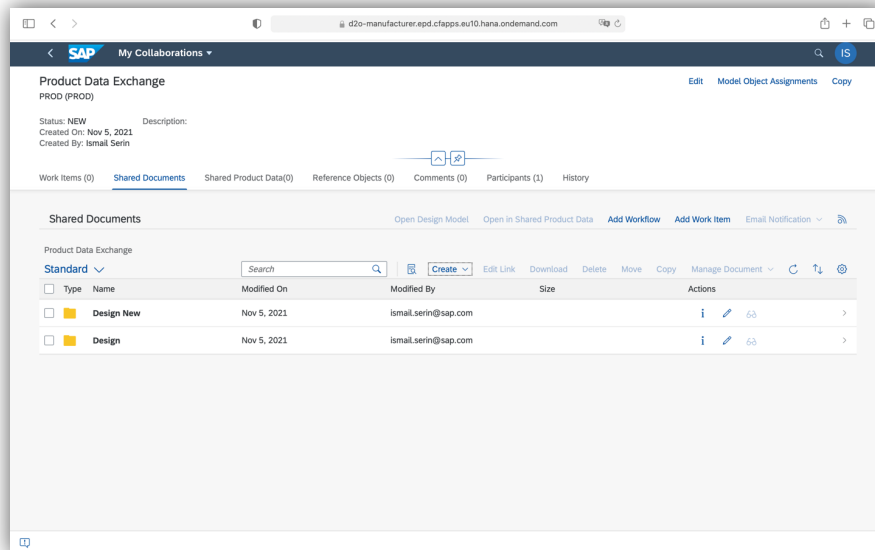 d2o-manufacturer.epd.cfapps.eu10.hana.ondemand.com
SAP My Collaborations IS
Product Data Exchange Edit Model Object Assignments Copy
PROD (PROD)
Status: NEW Description:
Created On: Nov 5, 2021
Created By: Ismail Serin
Work Items (0) Shared Documents Shared Product Data(0) Reference Objects (0) Comments (0) Participants (1) History
Shared Documents Open Design Model Open in Shared Product Data Add Workflow Add Work Item Email Notification
Product Data Exchange
Standard Search Create Edit Link Download Delete Move Copy Manage Document
Type Name Modified On Modified By Size Actions
Design New Nov 5, 2021 ismail.serin@sap.com
Design Nov 5, 2021 ismail.serin@sap.com